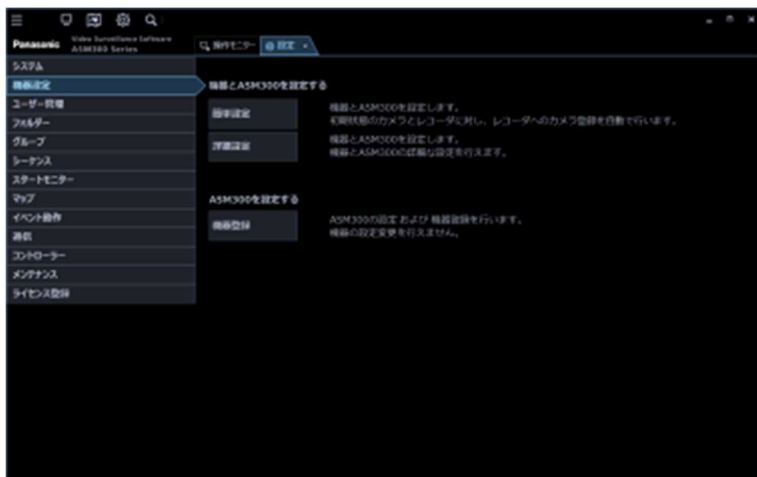 Panasonic
Video Surveillance Software
ASM300 Series
操作モニター
設定
システム
機器設定
ユーザー管理
フォルダー
グループ
シーケンス
スタートモニター
マップ
イベント動作
通信
コントローラー
メンテナンス
ライセンス登録
機器とASM300を設定する
簡単設定
機器とASM300を設定します。
初期状態のカメラとレコーダに対し、レコーダへのカメラ登録を自動で行います。
詳細設定
機器とASM300を設定します。
機器とASM300の詳細な設定を行えます。
ASM300を設定する
機器登録
ASM300の設定 および 機器登録を行います。
機器の設定変更を行えません。